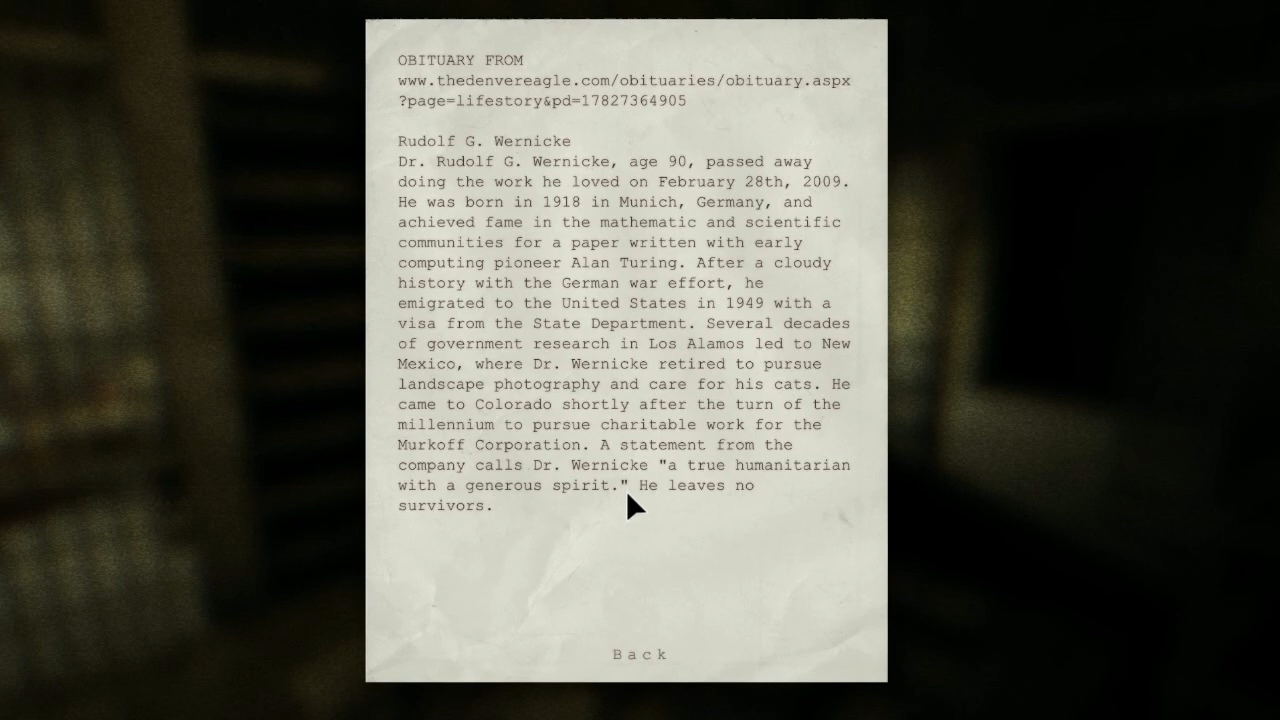 OBITUARY FROM
www.thedenvereagle.com/obituaries/obituary.aspx
?page=lifestory&pd=17827364905
Rudolf G. Wernicke
Dr. Rudolf G. Wernicke, age 90, passed away
doing the work he loved on February 28th, 2009.
He was born in 1918 in Munich, Germany, and
achieved fame in the mathematic and scientific
communities for a paper written with early
computing pioneer Alan Turing. After a cloudy
history with the German war effort, he
emigrated to the United States in 1949 with a
visa from the State Department. Several decades
of government research in Los Alamos led to New
Mexico, where Dr. Wernicke retired to pursue
landscape photography and care for his cats. He
came to Colorado shortly after the turn of the
millennium to pursue charitable work for the
Murkoff Corporation. A statement from the
company calls Dr. Wernicke "a true humanitarian
with a generous spirit." He leaves no
survivors.
Back